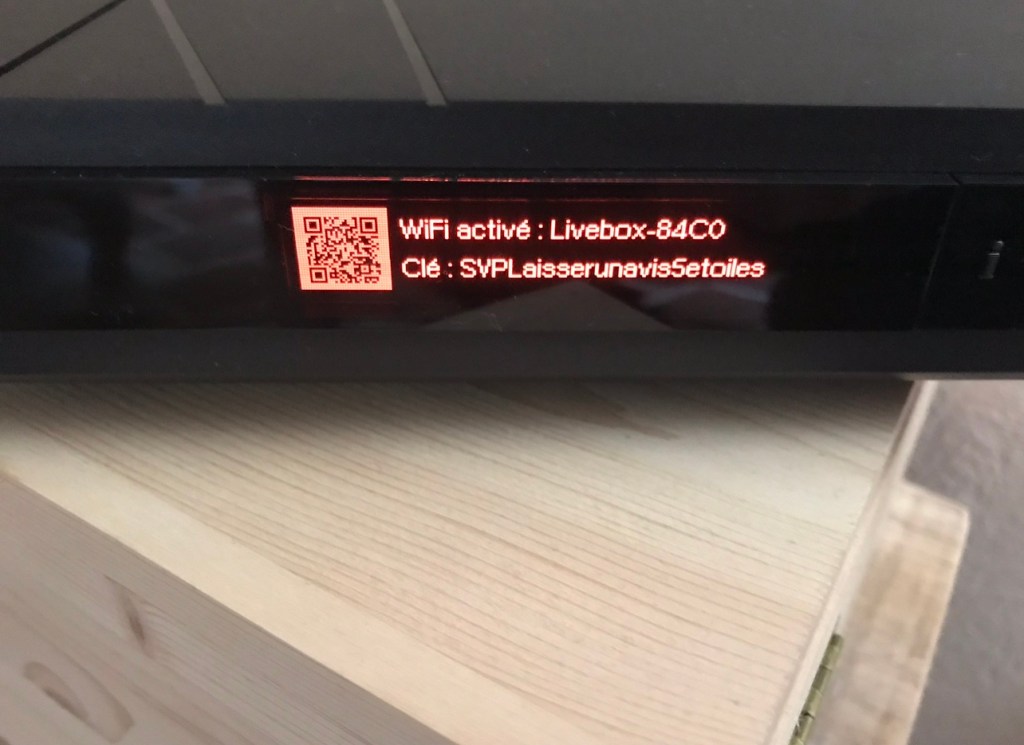 WiFi activé : Livebox-84C0
Clé : SVPLaisserunavis5etoiles
i